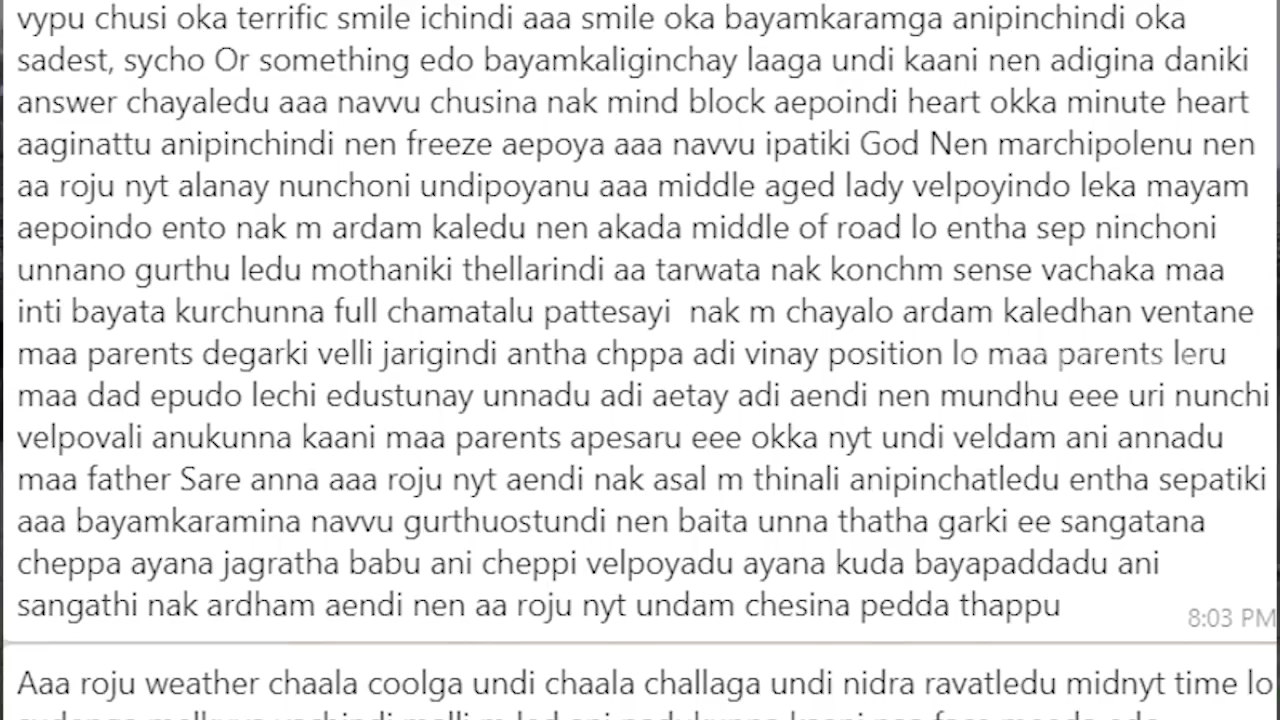 vypu chusi oka terrific smile ichindi aaa smile oka bayamkaramga anipinchindi oka
sadest, sycho Or something edo bayamkaliginchay laaga undi kaani nen adigina daniki
answer chayaledu aaa navvu chusina nak mind block aepoindi heart okka minute heart
aaginattu anipinchindi nen freeze aepoya aaa navvu ipatiki God Nen marchipolenu nen
aa roju nyt alanay nunchoni undipoyanu aaa middle aged lady velpoyindo leka mayam
aepoindo ento nak m ardam kaledu nen akada middle of road lo entha sep ninchoni
unnano gurthu ledu mothaniki thellarindi aa tarwata nak konchm sense vachaka maa
inti bayata kurchunna full chamatalu pattesayi  nak m chayalo ardam kaledhan ventane
maa parents degarki velli jarigindi antha chppa adi vinay position lo maa parents leru
maa dad epudo lechi edustunay unnadu adi aetay adi aendi nen mundhu eee uri nunchi
velpovali anukunna kaani maa parents apesaru eee okka nyt undi veldam ani annadu
maa father Sare anna aaa roju nyt aendi nak asal m thinali anipinchatledu entha sepatiki
aaa bayamkaramina navvu gurthuostundi nen baita unna thatha garki ee sangatana
cheppa ayana jagratha babu ani cheppi velpoyadu ayana kuda bayapaddadu ani
sangathi nak ardham aendi nen aa roju nyt undam chesina pedda thappu
8:03 PM
Aaa roju weather chaala coolga undi chaala challaga undi nidra ravatledu midnyt time lo